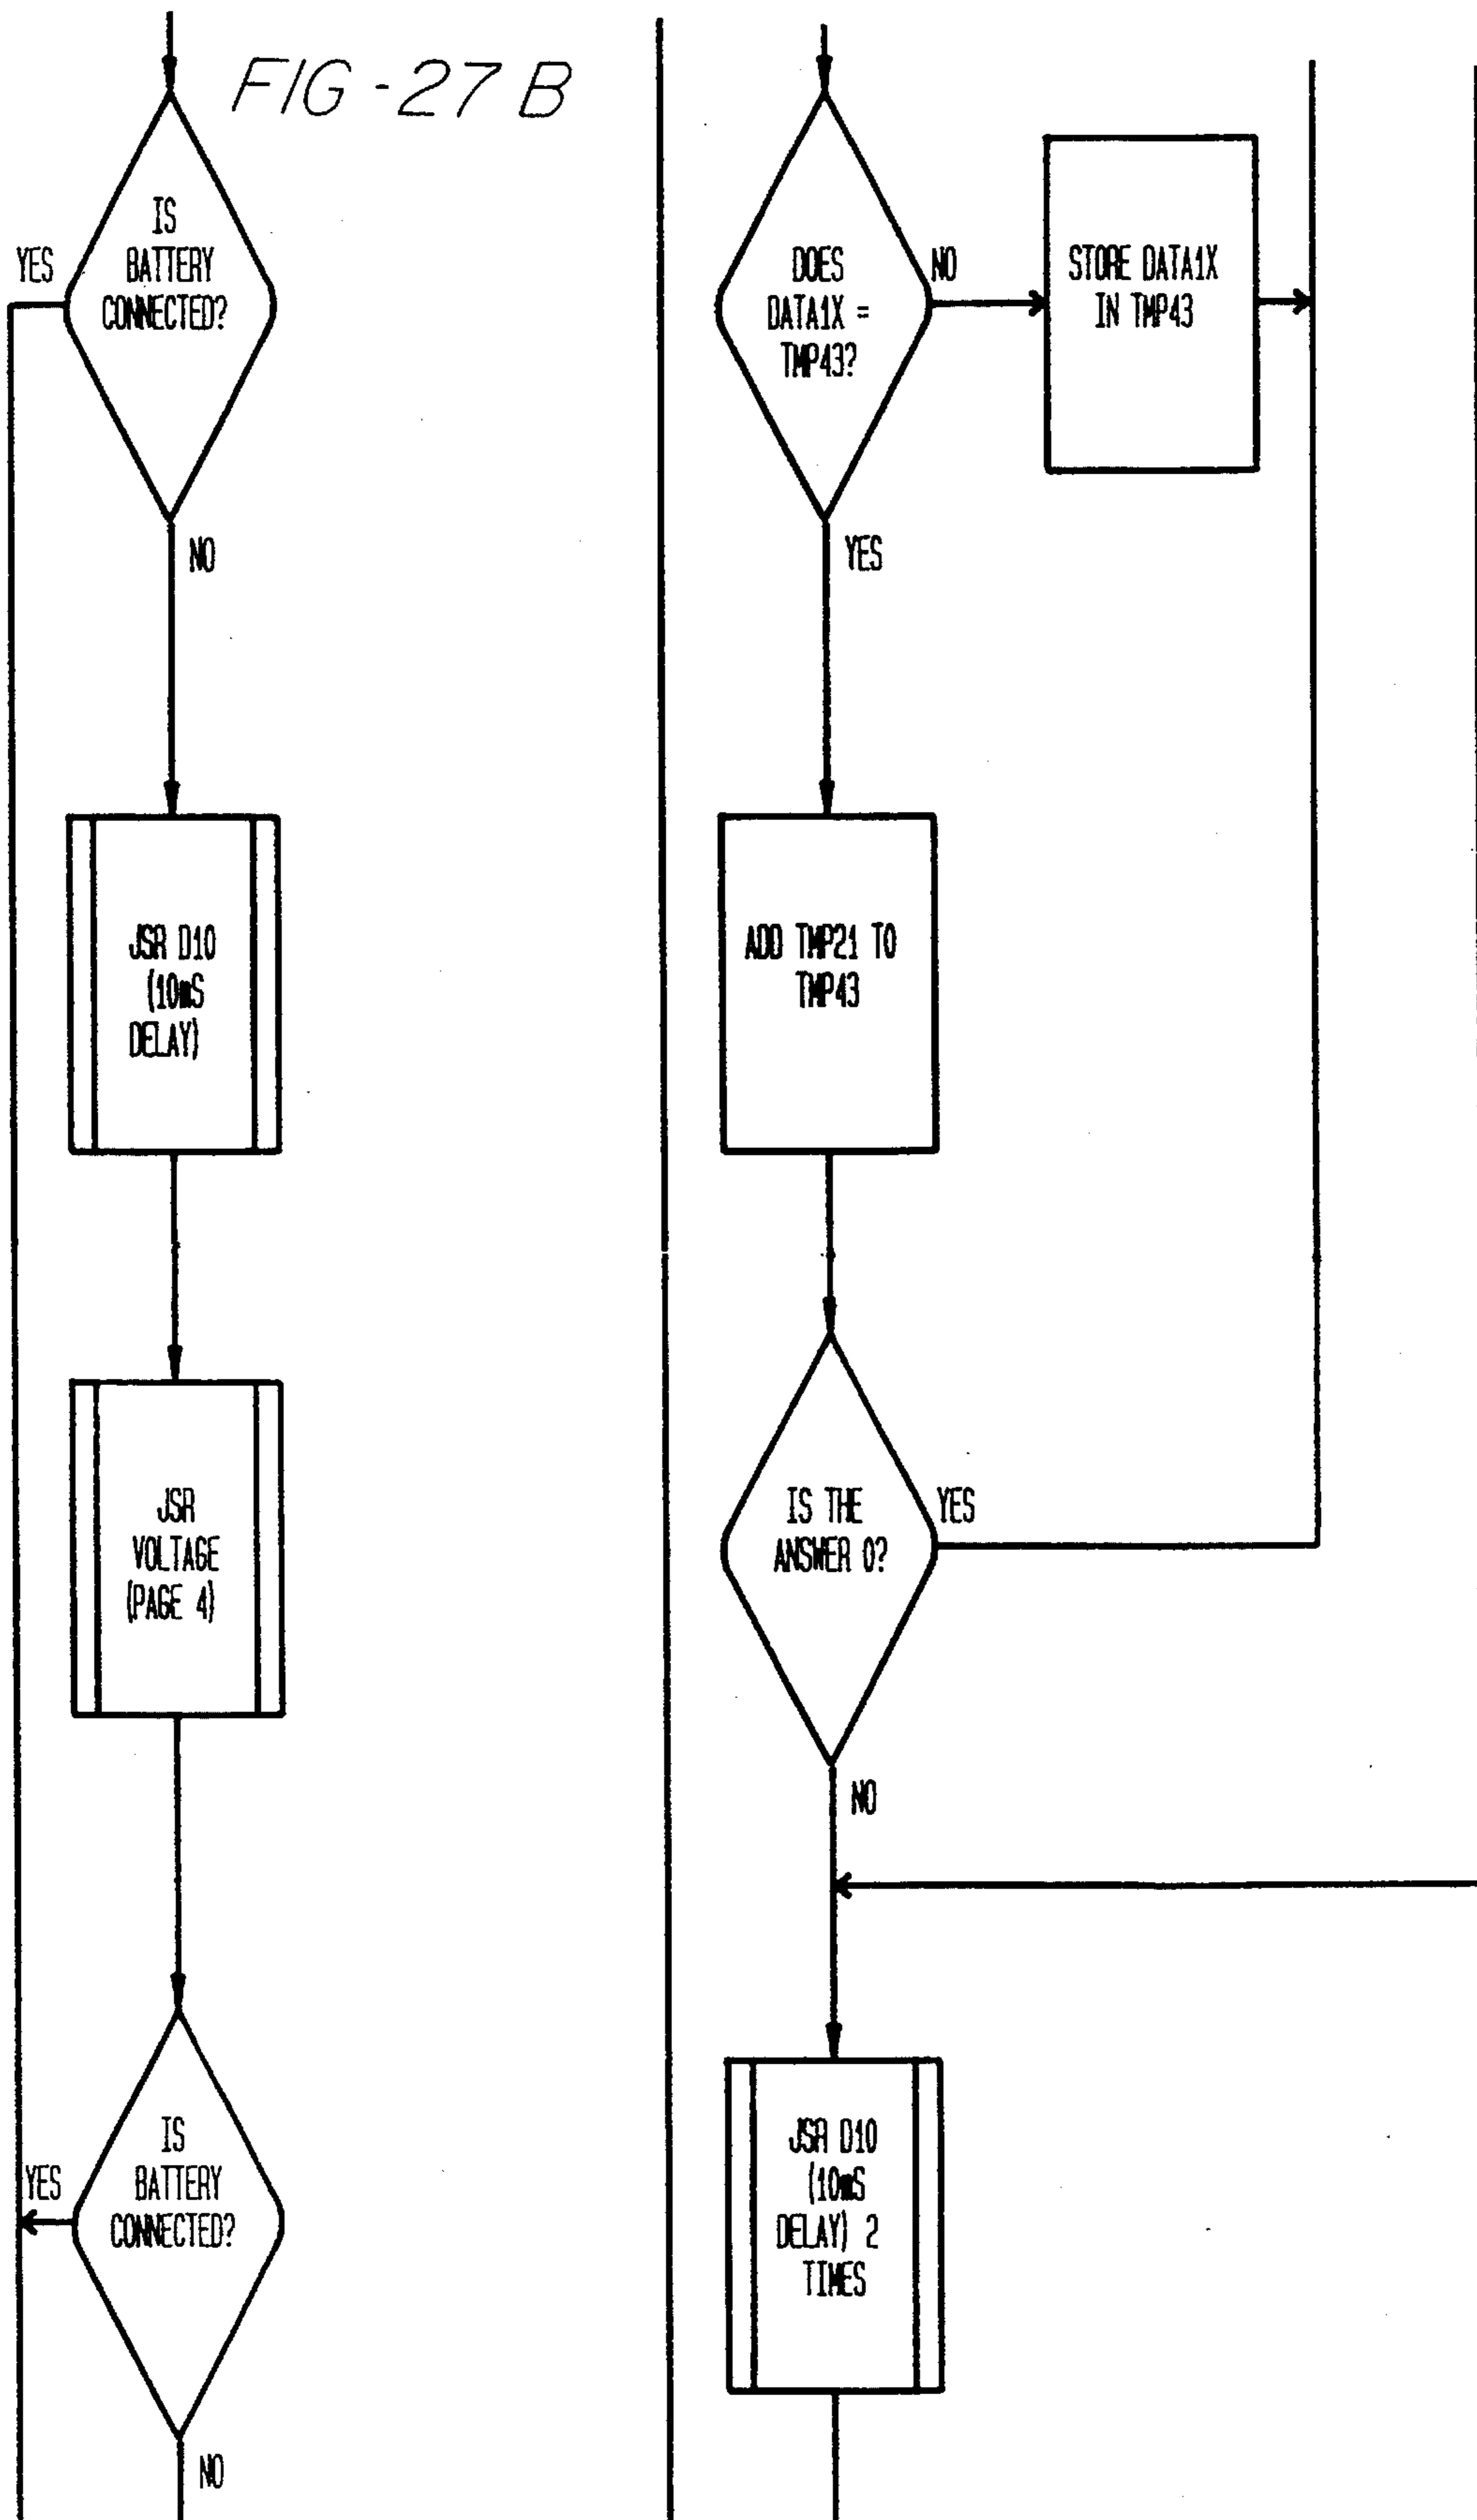 FIG-27 B
IS
BATTERY
CONNECTED?
YES
NO
JSR D10
(10mS
DELAY)
JSR
VOLTAGE
(PAGE 4)
IS
BATTERY
CONNECTED?
YES
NO
DOES
DATA1X =
TMP43?
NO
STORE DATA1X
IN TMP43
YES
ADD TMP21 TO
TMP43
IS THE
ANSWER 0?
YES
NO
JSR D10
(10mS
DELAY) 2
TIMES